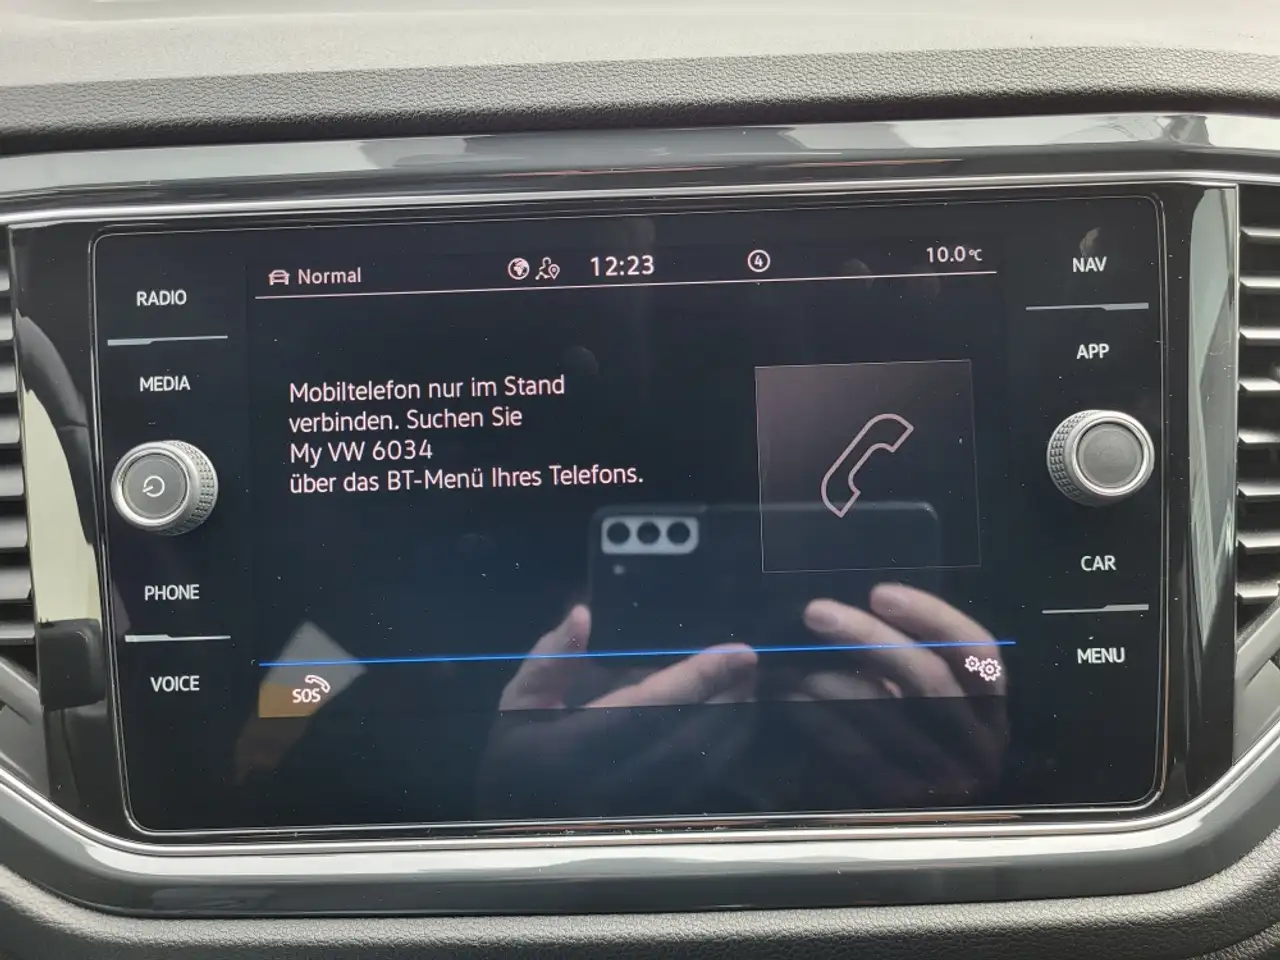 Normal
12:23
4
10.0°C
RADIO
MEDIA
PHONE
VOICE
Mobiltelefon nur im Stand
verbinden. Suchen Sie
My VW 6034
über das BT-Menü Ihres Telefons.
SOS
NAV
APP
CAR
MENU